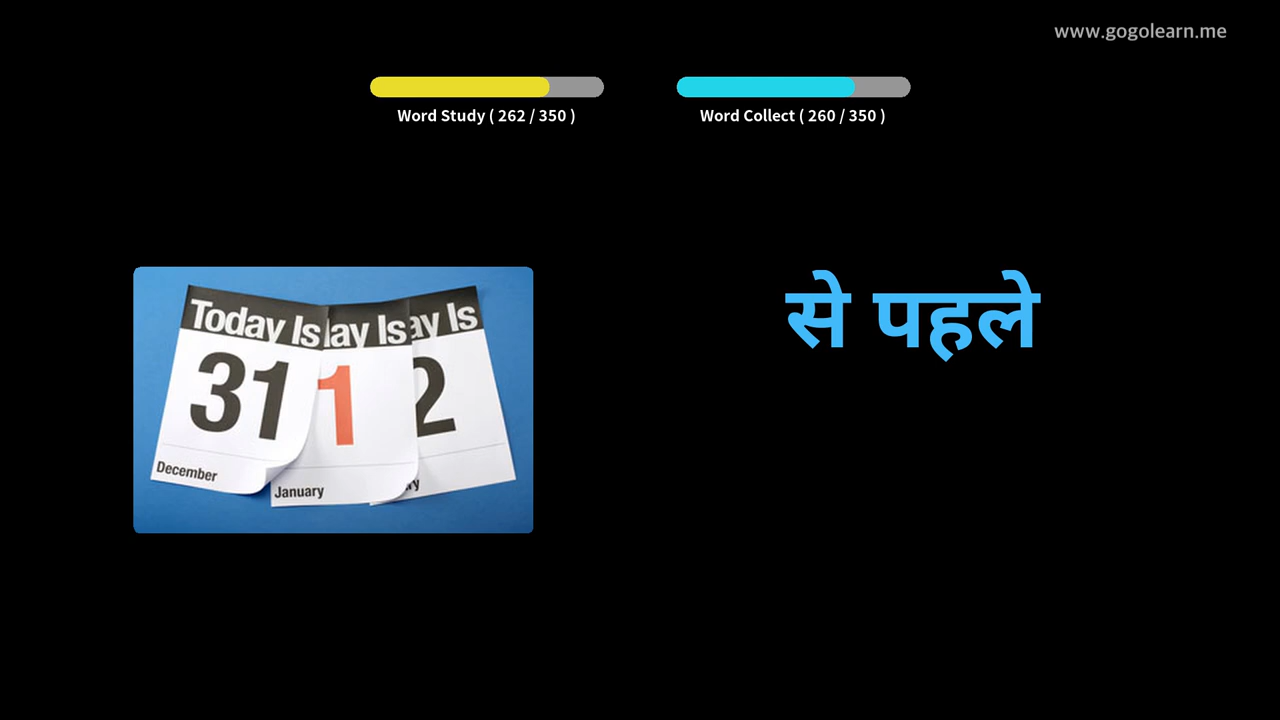 www.gogolearn.me
Word Study ( 262 / 350 )
Word Collect ( 260 / 350 )
से पहले
Today Is
day Is
ay Is
31
1
2
December
January
ry